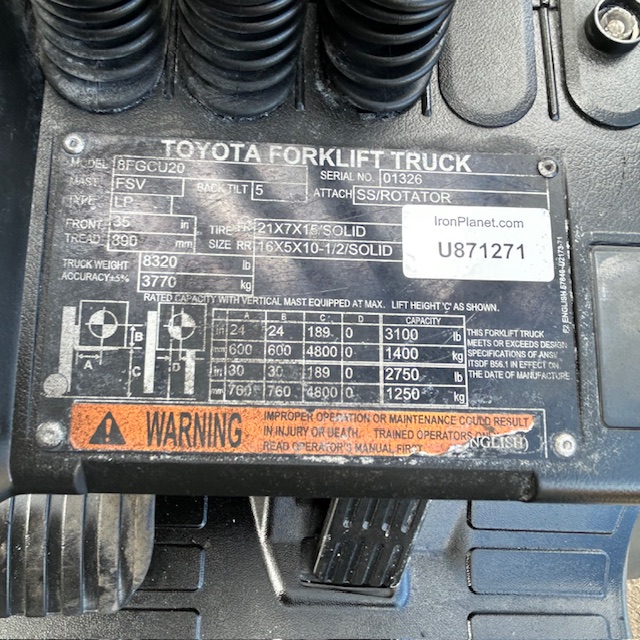 TOYOTA FORKLIFT TRUCK
MODEL 8FGCU20 SERIAL NO. 01326
MAST FSV BACK TILT 5 ATTACH SS/ROTATOR
TYPE LP
FRONT 35 in TIRE FR 21X7X15/SOLID
TREAD 890 mm SIZE RR 16X5X10-1/2/SOLID
TRUCK WEIGHT 8320 lb
ACCURACY±5% 3770 kg
IronPlanet.com
U871271
RATED CAPACITY WITH VERTICAL MAST EQUIPPED AT MAX. LIFT HEIGHT 'C' AS SHOWN.
A B C D CAPACITY
in 24 24 189 0 3100 lb
mm 600 600 4800 0 1400 kg
in 30 30 189 0 2750 lb
mm 760 760 4800 0 1250 kg
A B C D
THIS FORKLIFT TRUCK
MEETS OR EXCEEDS DESIGN
SPECIFICATIONS OF ANSI/
ITSDF B56.1 IN EFFECT ON
THE DATE OF MANUFACTURE
WARNING
IMPROPER OPERATION OR MAINTENANCE COULD RESULT
IN INJURY OR DEATH. TRAINED OPERATORS
READ OPERATOR'S MANUAL FIRST.